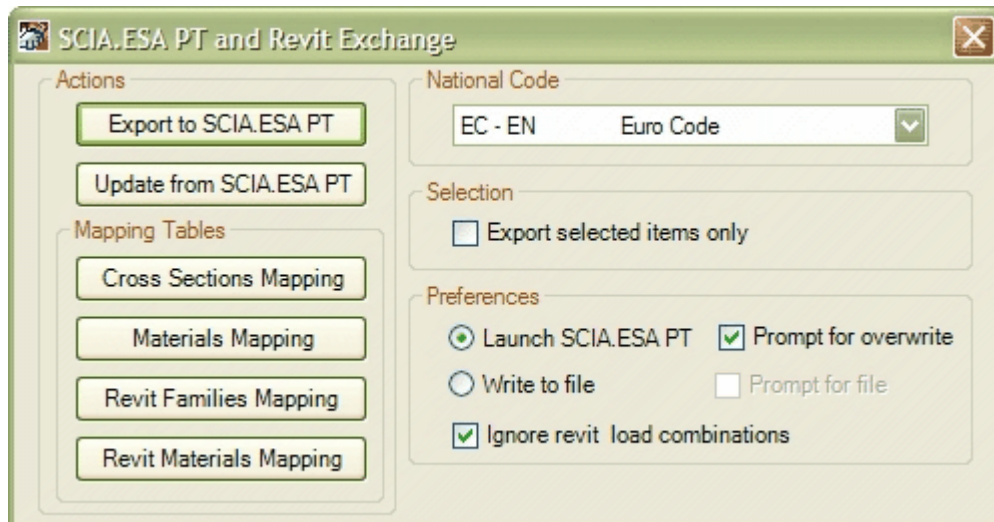 SCIA.ESA PT and Revit Exchange
Actions
Export to SCIA.ESA PT
Update from SCIA.ESA PT
Mapping Tables
Cross Sections Mapping
Materials Mapping
Revit Families Mapping
Revit Materials Mapping
National Code
EC - EN Euro Code
Selection
Export selected items only
Preferences
Launch SCIA.ESA PT Prompt for overwrite
Write to file Prompt for file
Ignore revit load combinations